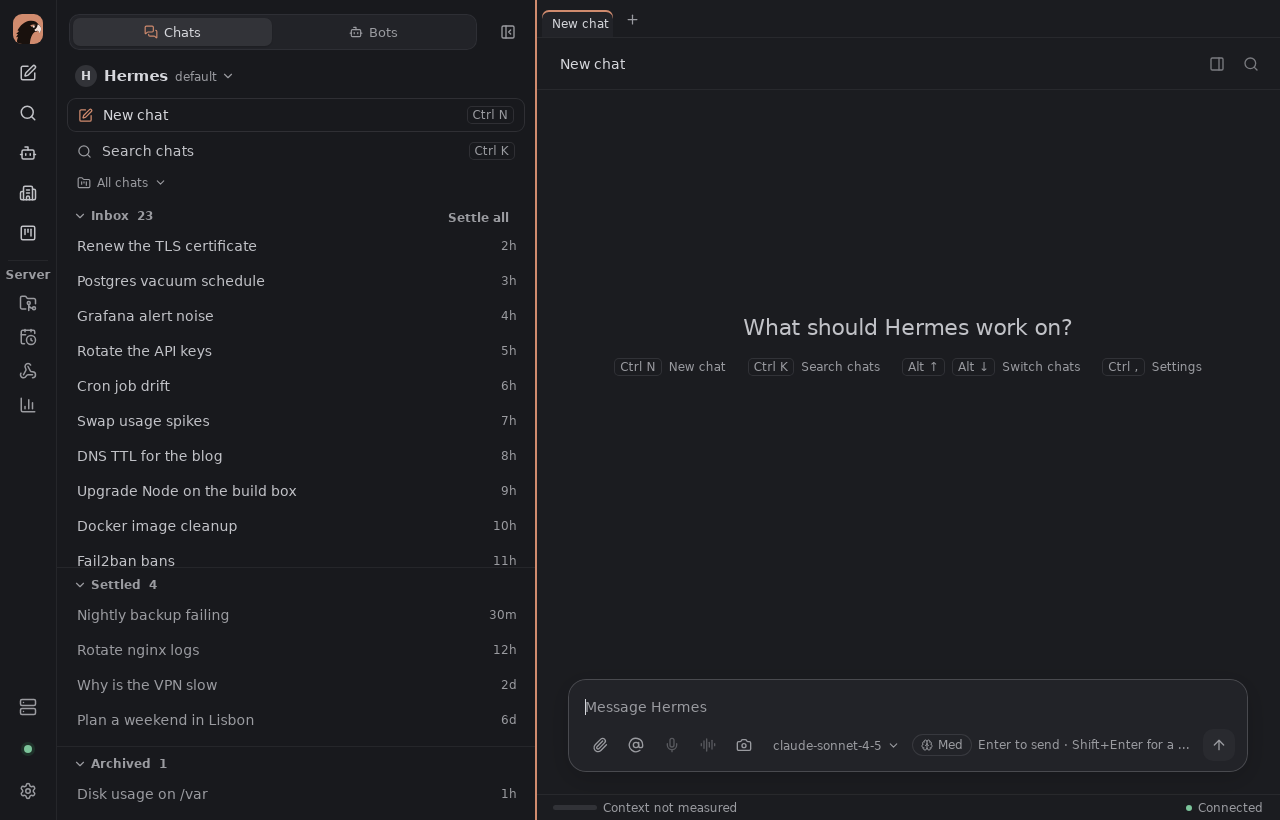 Chats
Bots
H Hermes default
New chat Ctrl N
Search chats Ctrl K
All chats
Inbox 23 Settle all
Renew the TLS certificate 2h
Postgres vacuum schedule 3h
Grafana alert noise 4h
Rotate the API keys 5h
Cron job drift 6h
Swap usage spikes 7h
DNS TTL for the blog 8h
Upgrade Node on the build box 9h
Docker image cleanup 10h
Fail2ban bans 11h
Settled 4
Nightly backup failing 30m
Rotate nginx logs 12h
Why is the VPN slow 2d
Plan a weekend in Lisbon 6d
Archived 1
Disk usage on /var 1h
Server
New chat
New chat
What should Hermes work on?
Ctrl N New chat Ctrl K Search chats Alt ↑ Alt ↓ Switch chats Ctrl , Settings
Message Hermes
claude-sonnet-4-5 Med Enter to send · Shift+Enter for a ...
Context not measured Connected